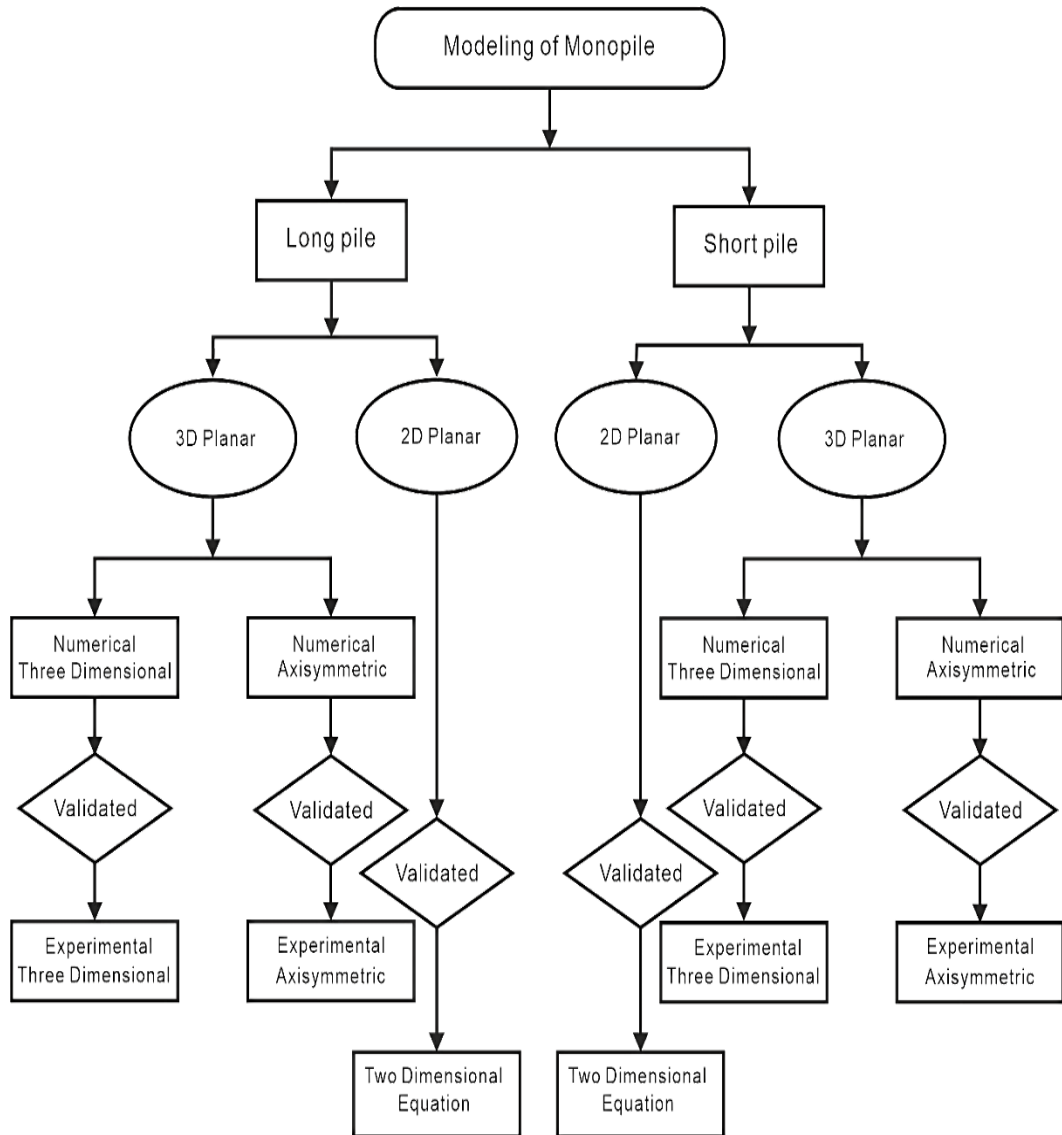 Modeling of Monopile
Long pile
Short pile
3D Planar
2D Planar
2D Planar
3D Planar
Numerical
Three Dimensional
Numerical
Axisymmetric
Numerical
Three Dimensional
Numerical
Axisymmetric
Validated
Validated
Validated
Validated
Validated
Validated
Experimental
Three Dimensional
Experimental
Axisymmetric
Experimental
Three Dimensional
Experimental
Axisymmetric
Two Dimensional
Equation
Two Dimensional
Equation